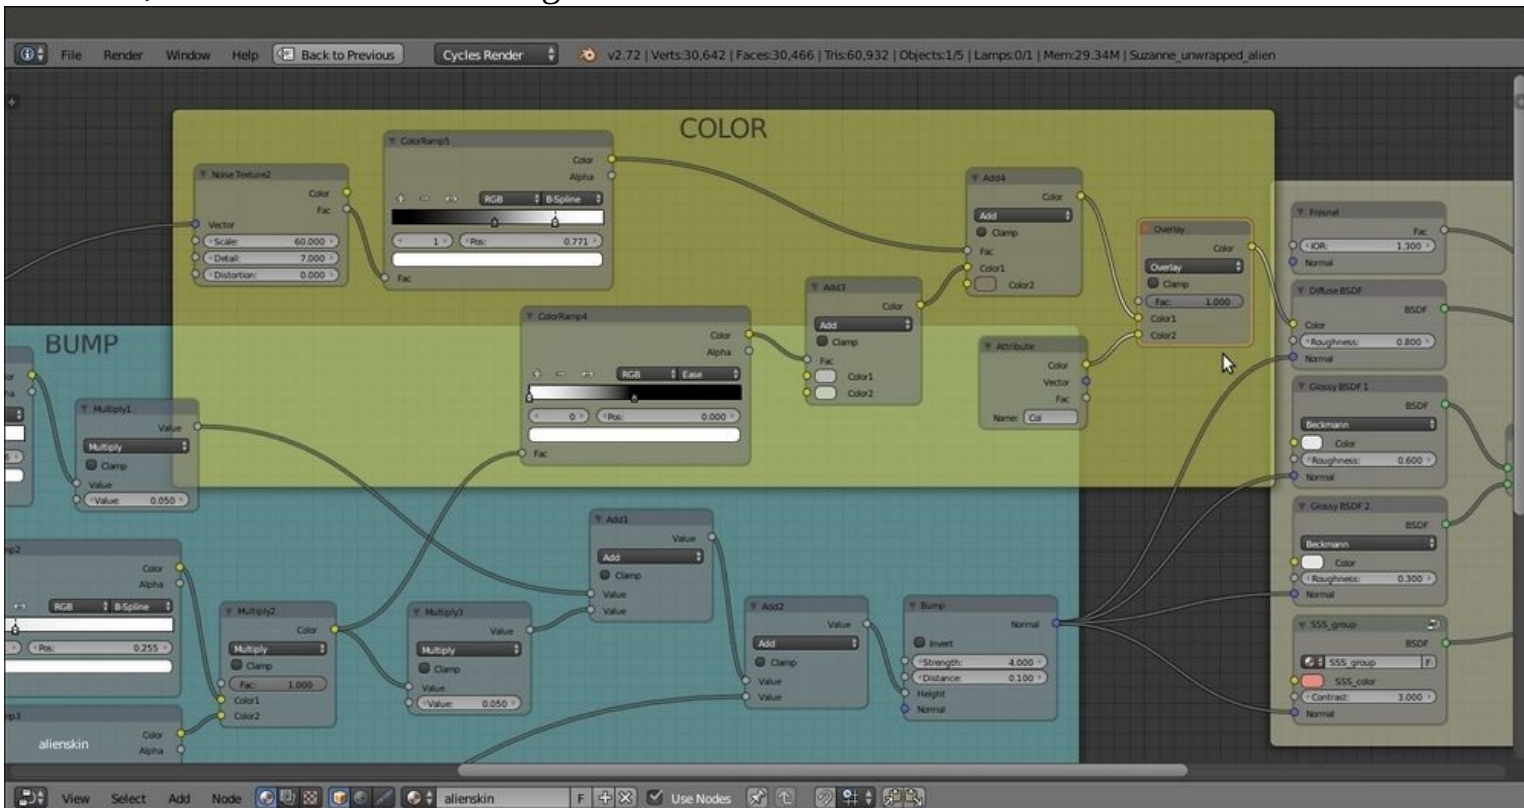 File Render Window Help Back to Previous Cycles Render v2.72 | Verts:30,642 | Faces:30,466 | Tris:60,932 | Objects:1/5 | Lamps:0/1 | Mem:29.34M | Suzanne_unwrapped_alien
COLOR
Noise Texture2
Color
Fac
Vector
Scale: 60.000
Detail: 7.000
Distortion: 0.000
ColorRamp5
Color
Alpha
RGB B-Spline
1 Pos: 0.771
Fac
Add4
Color
Add
Clamp
Fac
Color1
Color2
Overlay
Color
Overlay
Clamp
Fac: 1.000
Color1
Color2
Fresnel
Fac
IOR: 1.300
Normal
Diffuse BSDF
BSDF
Color
Roughness: 0.800
Normal
Add3
Color
Add
Clamp
Fac
Color1
Color2
ColorRamp4
Color
Alpha
RGB Ease
0 Pos: 0.000
Fac
Attribute
Color
Vector
Fac
Name: Col
Glossy BSDF 1
BSDF
Beckmann
Color
Roughness: 0.600
Normal
BUMP
Multiply1
Value
Multiply
Clamp
Value
Value: 0.050
Glossy BSDF 2
BSDF
Beckmann
Color
Roughness: 0.300
Normal
Add1
Value
Add
Clamp
Value
Value
Color
Alpha
RGB B-Spline
Pos: 0.255
Multiply2
Color
Multiply
Clamp
Fac: 1.000
Color1
Color2
Multiply3
Value
Multiply
Clamp
Value
Value: 0.050
Add2
Value
Add
Clamp
Value
Value
Bump
Normal
Invert
Strength: 4.000
Distance: 0.100
Height
Normal
SSS_group
BSDF
SSS_group F
SSS_color
Contrast: 3.000
Normal
Color
Alpha
alienskin
View Select Add Node alienskin F Use Nodes